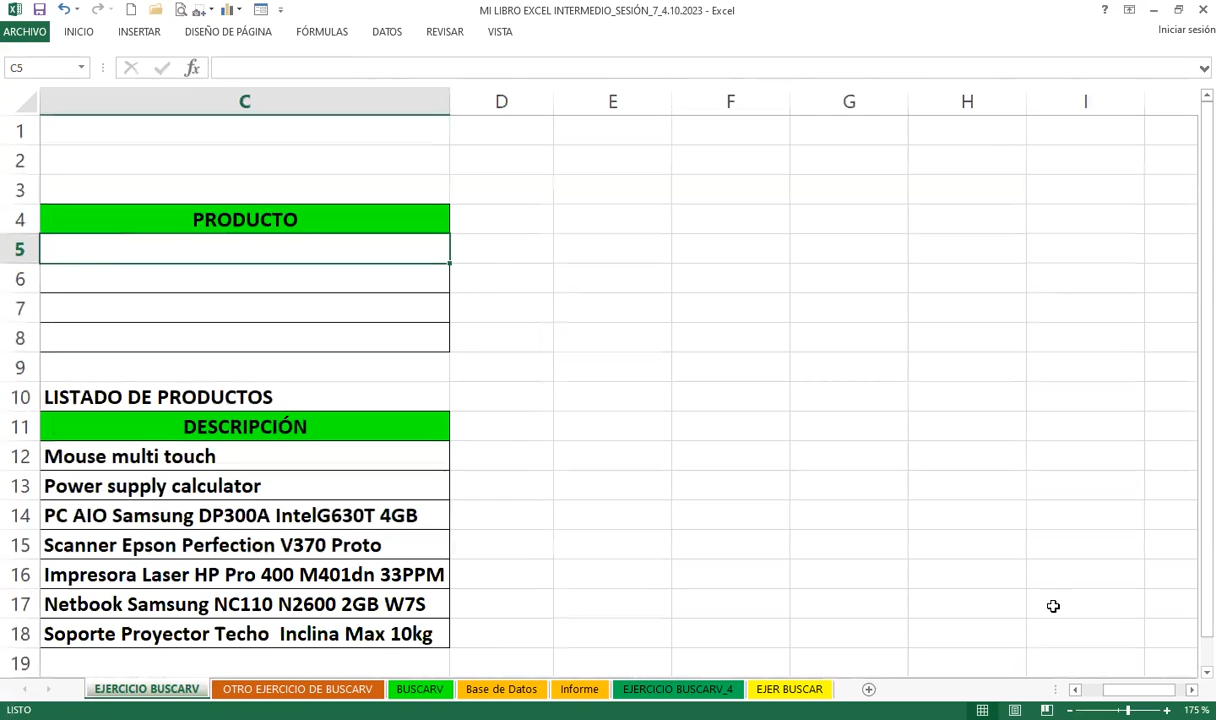 MI LIBRO EXCEL INTERMEDIO_SESIÓN_7_4.10.2023 - Excel
?
ARCHIVO INICIO INSERTAR DISEÑO DE PÁGINA FÓRMULAS DATOS REVISAR VISTA
Iniciar sesión
C5 fx
C D E F G H I
1
2
3
4 PRODUCTO
5
6
7
8
9
10 LISTADO DE PRODUCTOS
11 DESCRIPCIÓN
12 Mouse multi touch
13 Power supply calculator
14 PC AIO Samsung DP300A IntelG630T 4GB
15 Scanner Epson Perfection V370 Proto
16 Impresora Laser HP Pro 400 M401dn 33PPM
17 Netbook Samsung NC110 N2600 2GB W7S
18 Soporte Proyector Techo Inclina Max 10kg
19
EJERCICIO BUSCARV OTRO EJERCICIO DE BUSCARV BUSCARV Base de Datos Informe EJERCICIO BUSCARV_4 EJER BUSCAR
LISTO 175 %